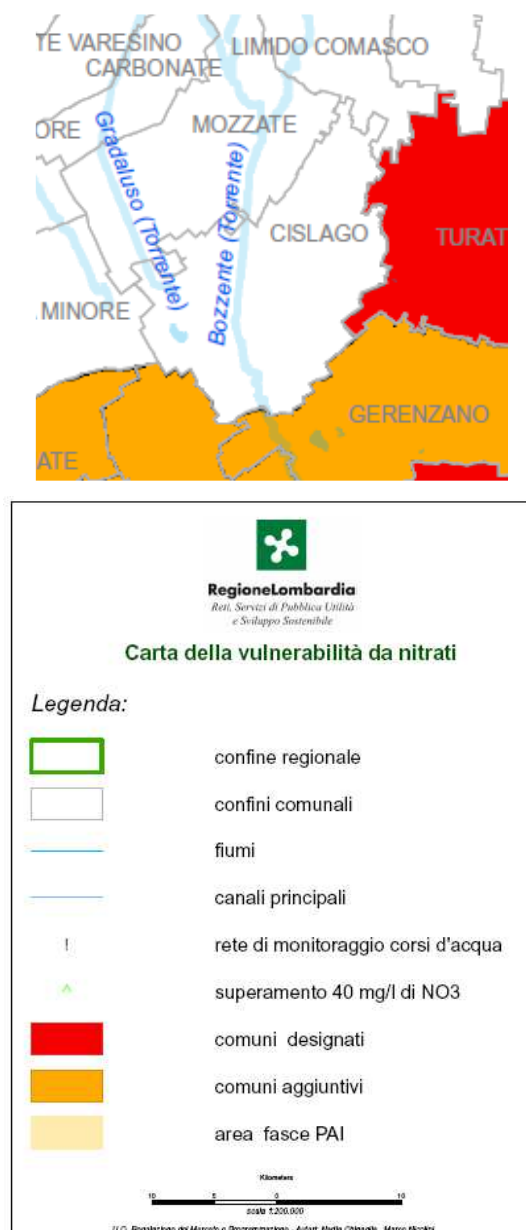 TE VARESINO
LIMIDO COMASCO
CARBONATE
ORE
MOZZATE
Gradaluso (Torrente)
Bozzente (Torrente)
CISLAGO
TURAT
MINORE
GERENZANO
ATE
RegioneLombardia
Reti, Servizi di Pubblica Utilità
e Sviluppo Sostenibile
Carta della vulnerabilità da nitrati
Legenda:
confine regionale
confini comunali
fiumi
canali principali
! rete di monitoraggio corsi d'acqua
^ superamento 40 mg/l di NO3
comuni designati
comuni aggiuntivi
area fasce PAI
Kilometers
10 5 0 10
scala 1:200.000